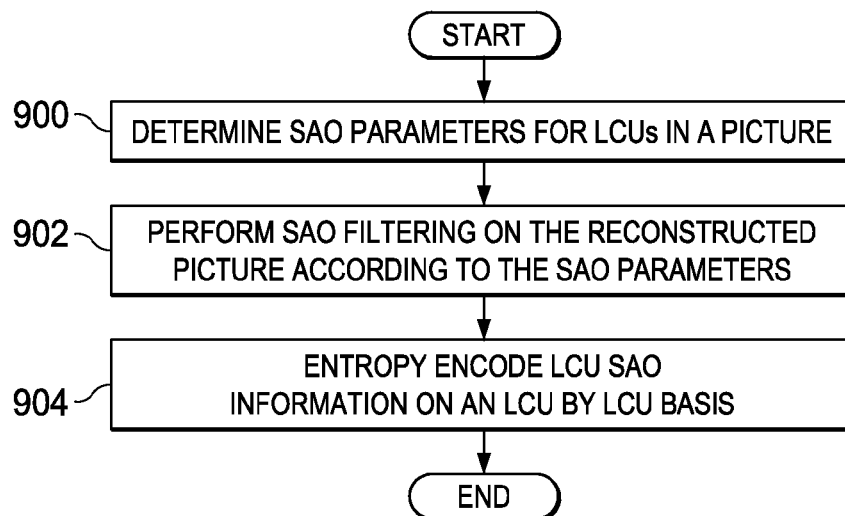 START
900
DETERMINE SAO PARAMETERS FOR LCUs IN A PICTURE
902
PERFORM SAO FILTERING ON THE RECONSTRUCTED
PICTURE ACCORDING TO THE SAO PARAMETERS
904
ENTROPY ENCODE LCU SAO
INFORMATION ON AN LCU BY LCU BASIS
END